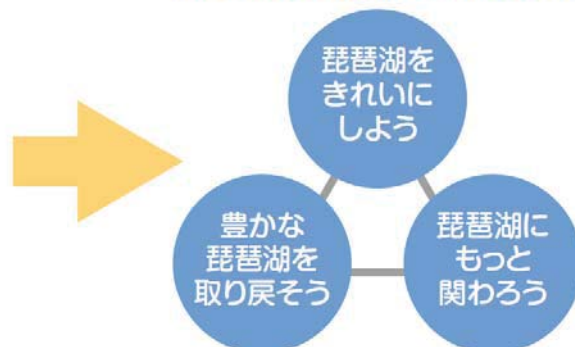 琵琶湖を
きれいに
しよう
豊かな
琵琶湖を
取り戻そう
琵琶湖に
もっと
関わろう